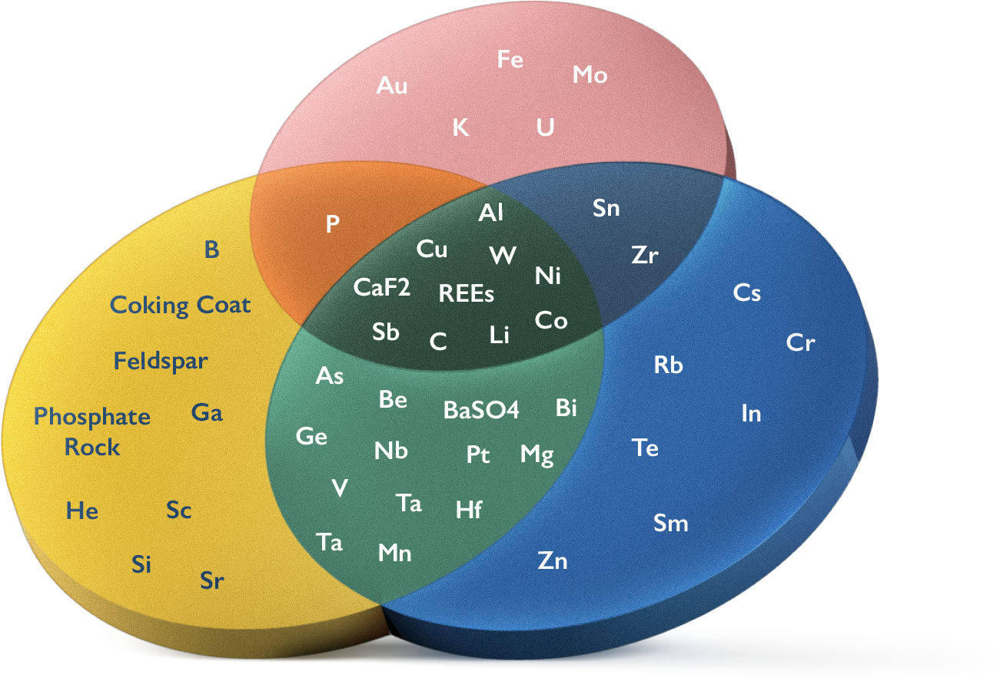 Fe
Au
Mo
K
U
P
Al
Sn
B
Cu
W
Zr
Ni
CaF2
REEs
Cs
Coking Coat
Co
Sb
C
Li
Cr
Feldspar
Rb
As
Be
BaSO4
Bi
Phosphate
Rock
Ga
In
Ge
Nb
Pt
Mg
Te
V
Ta
Hf
He
Sc
Sm
Ta
Mn
Zn
Si
Sr